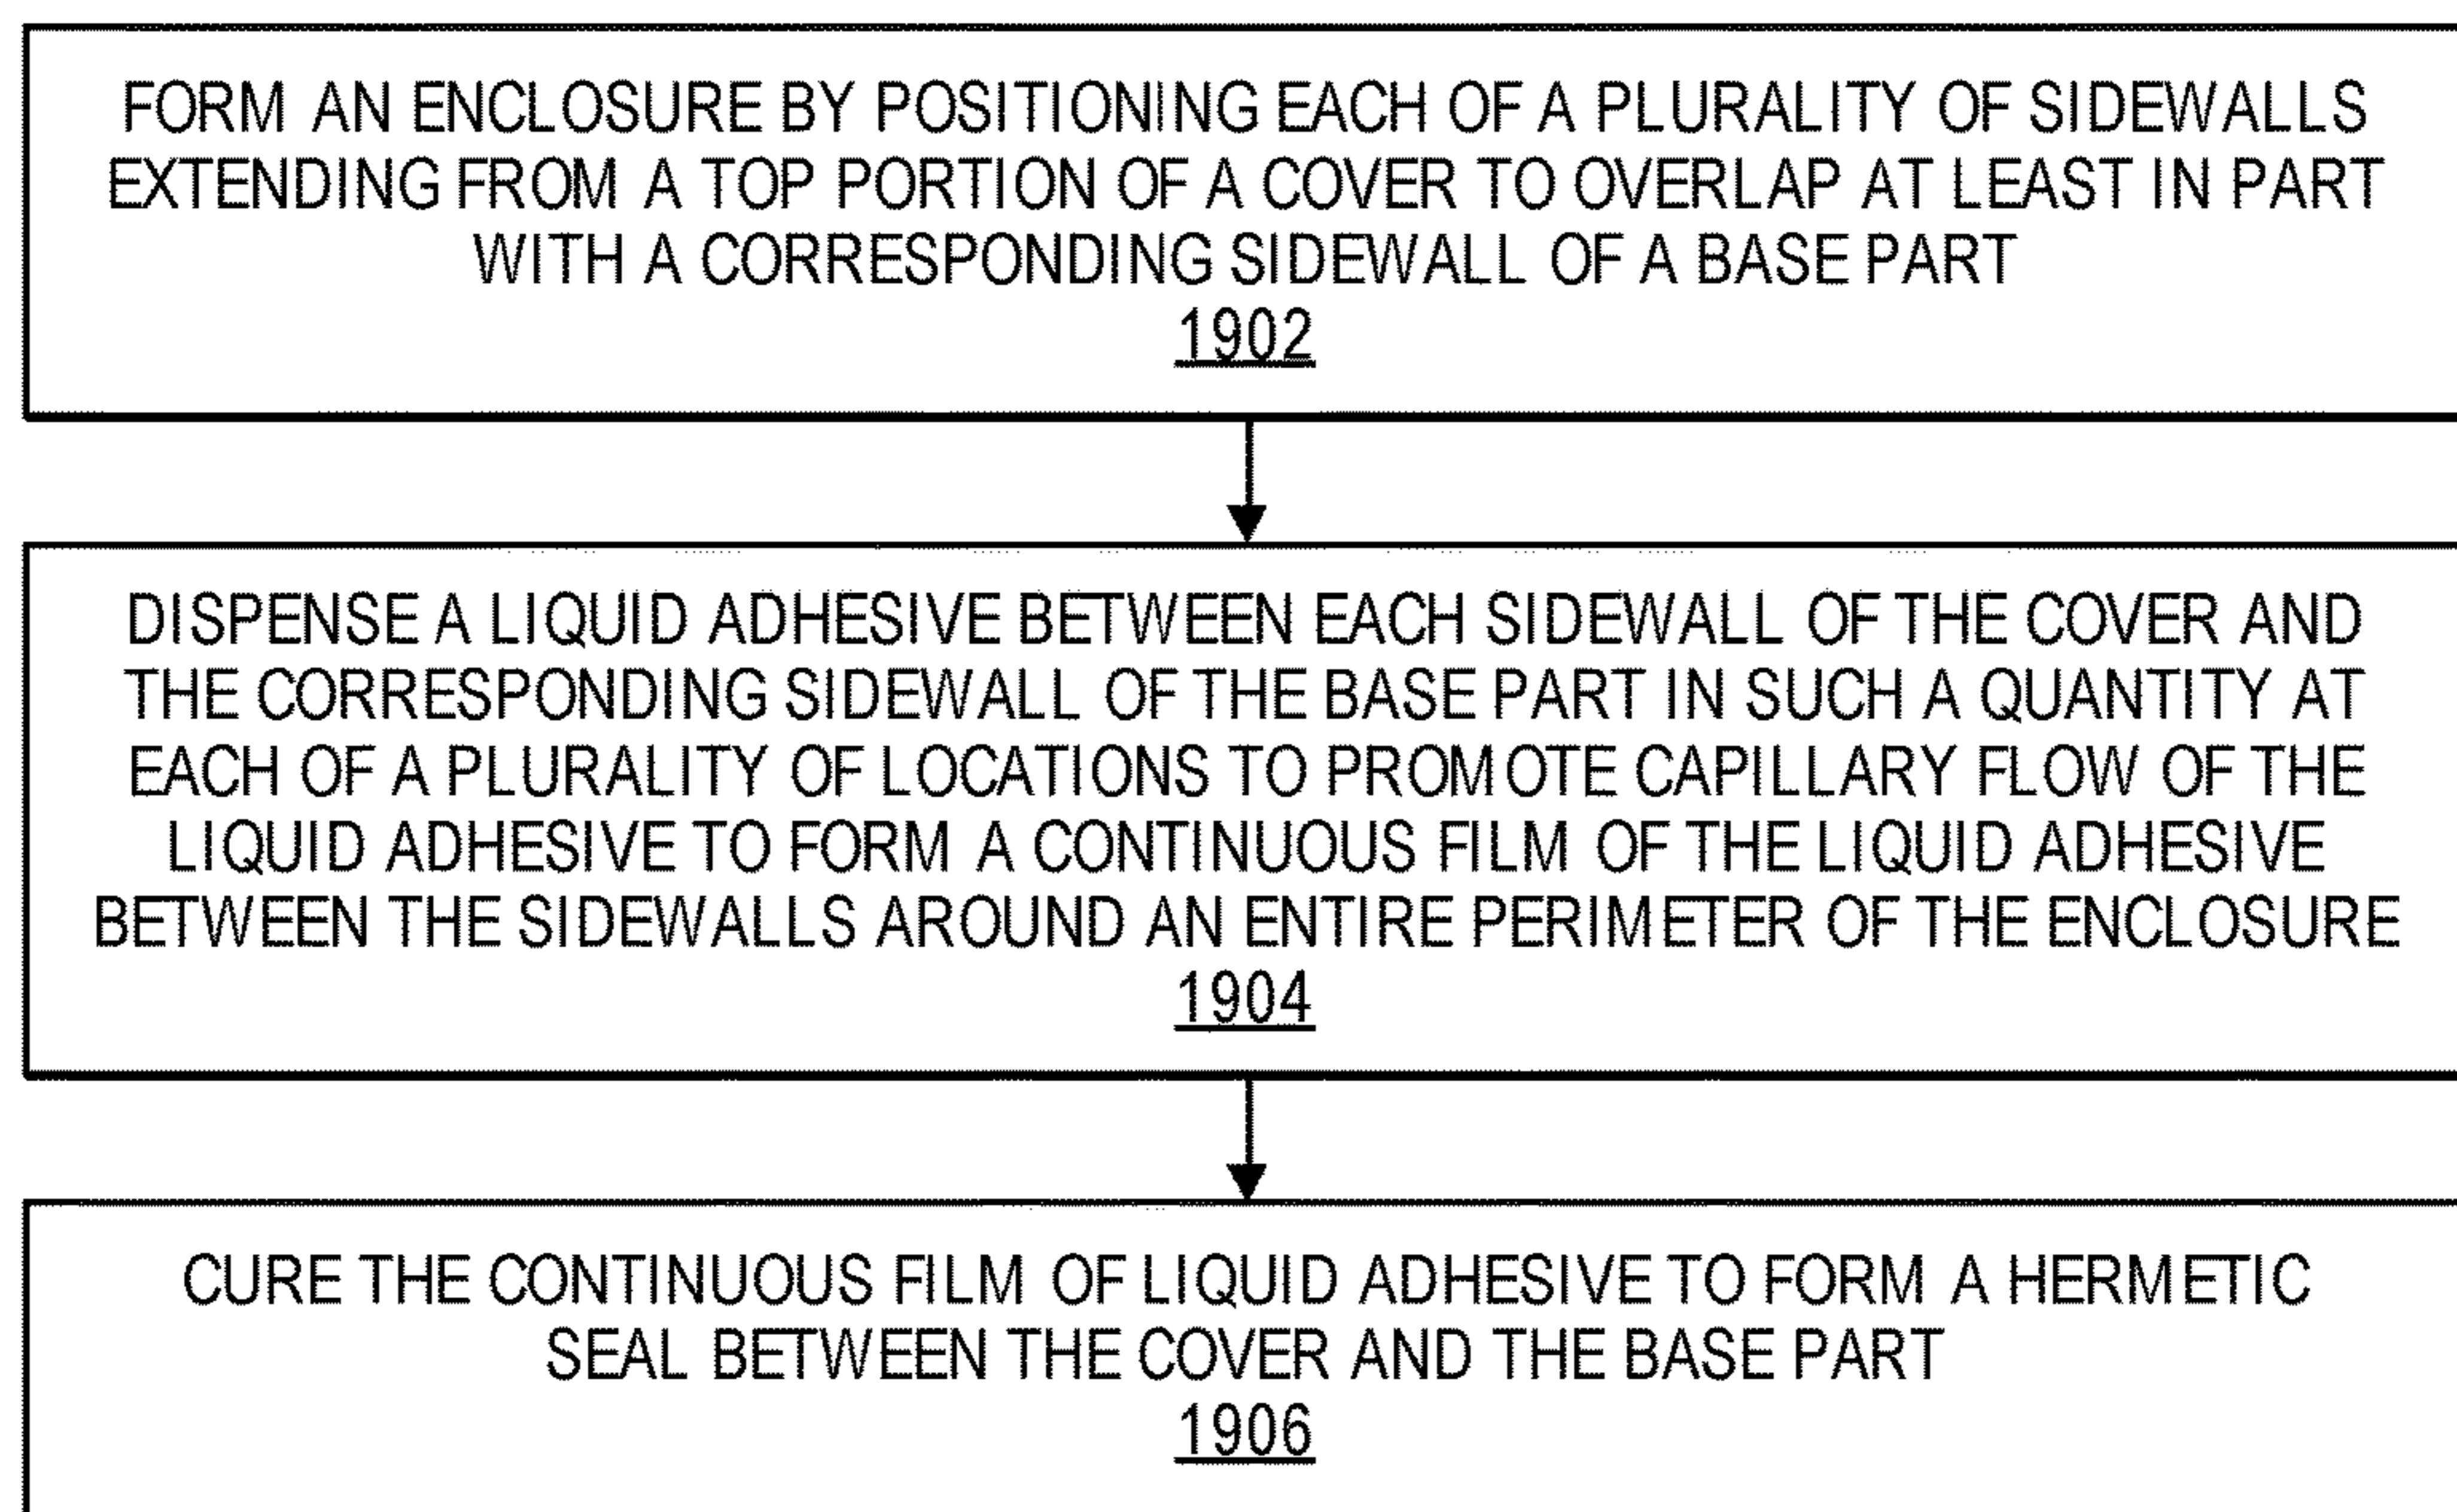 FORM AN ENCLOSURE BY POSITIONING EACH OF A PLURALITY OF SIDEWALLS
EXTENDING FROM A TOP PORTION OF A COVER TO OVERLAP AT LEAST IN PART
WITH A CORRESPONDING SIDEWALL OF A BASE PART
1902
DISPENSE A LIQUID ADHESIVE BETWEEN EACH SIDEWALL OF THE COVER AND
THE CORRESPONDING SIDEWALL OF THE BASE PART IN SUCH A QUANTITY AT
EACH OF A PLURALITY OF LOCATIONS TO PROMOTE CAPILLARY FLOW OF THE
LIQUID ADHESIVE TO FORM A CONTINUOUS FILM OF THE LIQUID ADHESIVE
BETWEEN THE SIDEWALLS AROUND AN ENTIRE PERIMETER OF THE ENCLOSURE
1904
CURE THE CONTINUOUS FILM OF LIQUID ADHESIVE TO FORM A HERMETIC
SEAL BETWEEN THE COVER AND THE BASE PART
1906